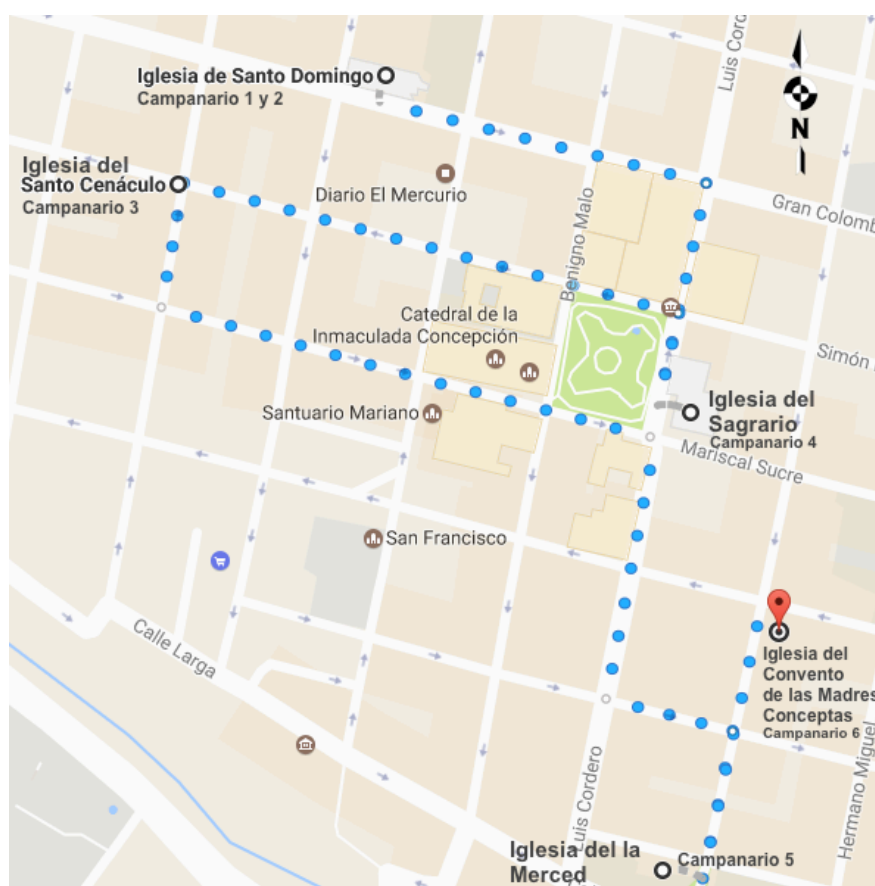 Luis Cord
Iglesia de Santo Domingo
Campanario 1 y 2
N
Iglesia del
Santo Cenáculo
Campanario 3
Diario El Mercurio
Benigno Malo
Gran Colomb
Catedral de la
Inmaculada Concepción
Simón
Santuario Mariano
Iglesia del
Sagrario
Campanario 4
Mariscal Sucre
San Francisco
Calle Larga
Iglesia del
Convento
de las Madres
Conceptas
Campanario 6
Hermano Miguel
Luis Cordero
Iglesia del la
Merced
Campanario 5